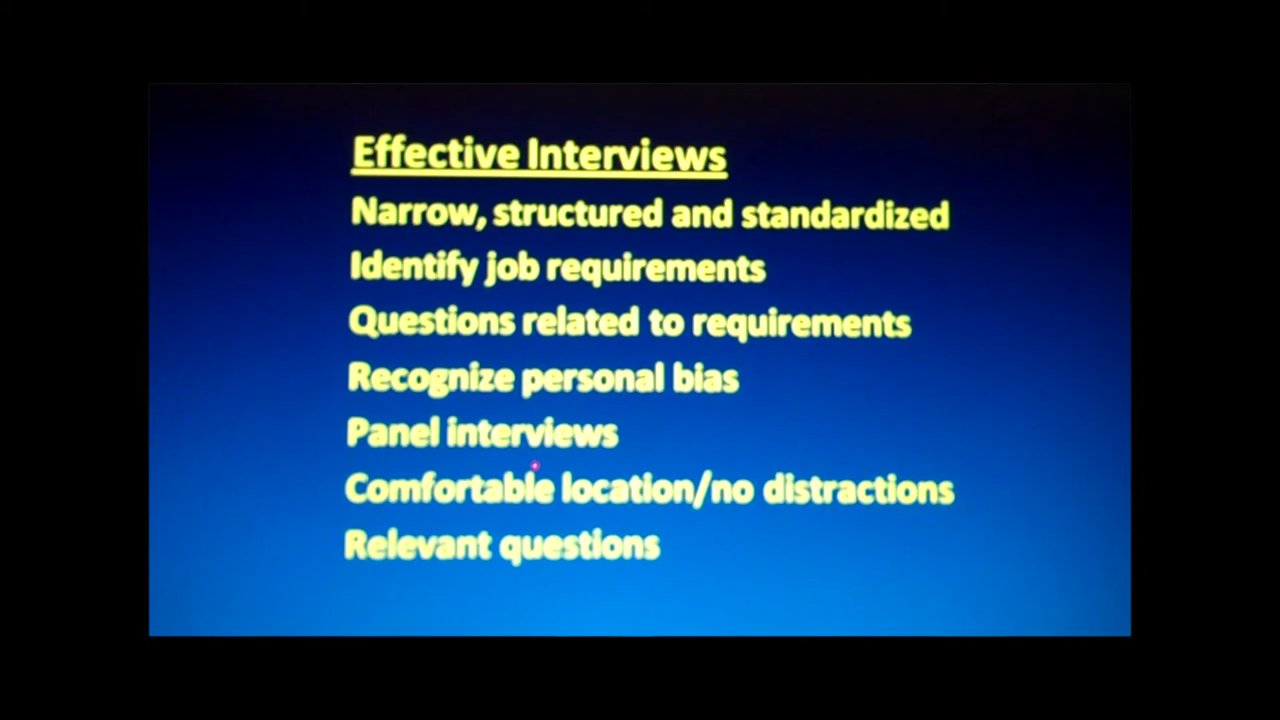 Effective Interviews
Narrow, structured and standardized
Identify job requirements
Questions related to requirements
Recognize personal bias
Panel interviews
Comfortable location/no distractions
Relevant questions